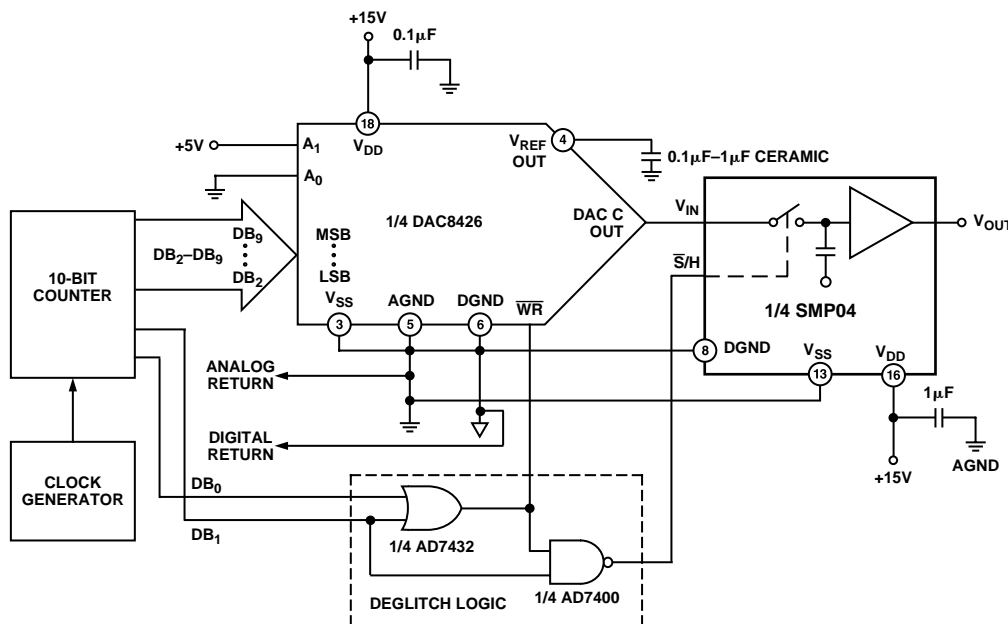 +15V
0.1µF
18
VDD
+5V
A1
A0
VREF
OUT
4
0.1µF–1µF CERAMIC
1/4 DAC8426
DAC C
OUT
VIN
VOUT
S/H
1/4 SMP04
10-BIT
COUNTER
DB2–DB9
DB9
DB2
MSB
LSB
VSS
3
AGND
5
DGND
6
WR
8
DGND
VSS
13
VDD
16
1µF
AGND
+15V
ANALOG
RETURN
DIGITAL
RETURN
CLOCK
GENERATOR
DB0
DB1
1/4 AD7432
1/4 AD7400
DEGLITCH LOGIC